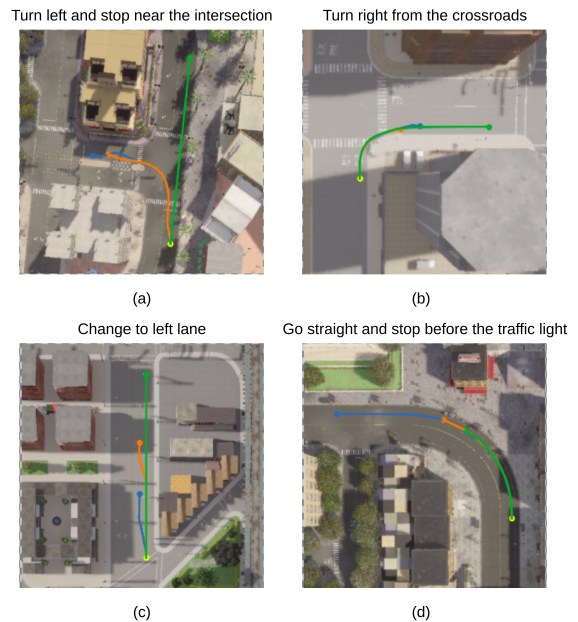 Turn left and stop near the intersection
Turn right from the crossroads
(a)
(b)
Change to left lane
Go straight and stop before the traffic light
(c)
(d)